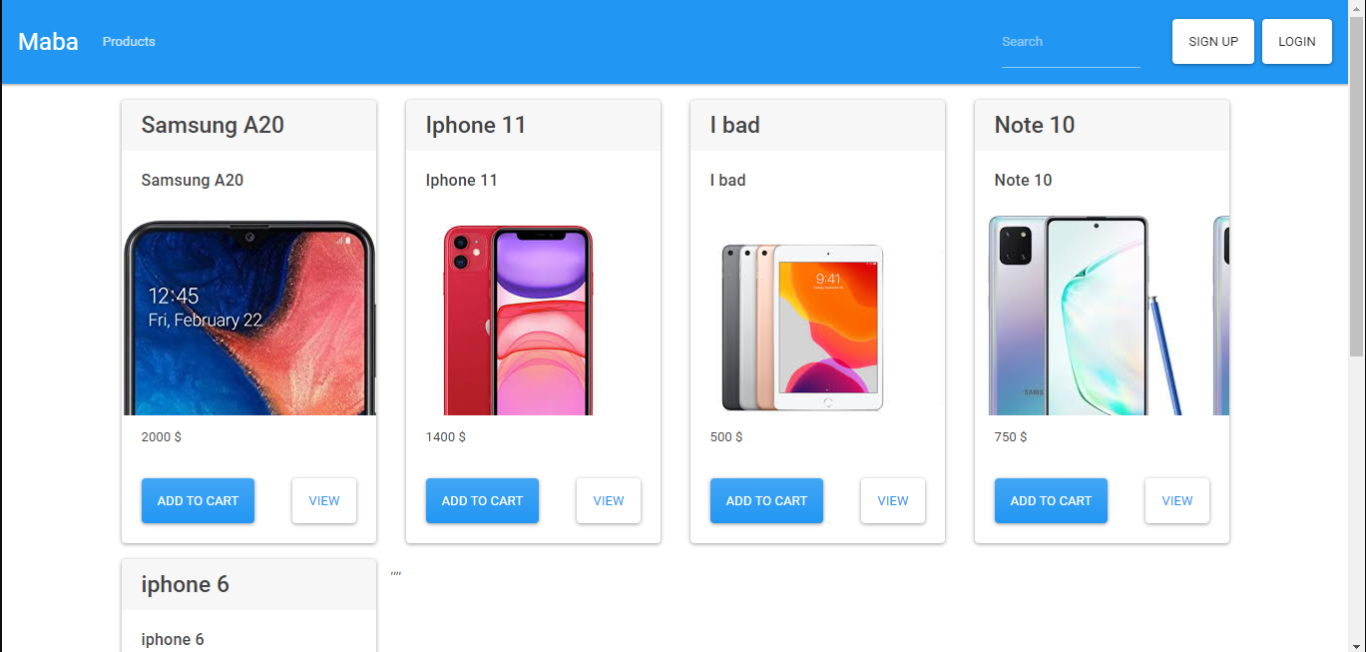 Maba
Products
Search
SIGN UP
LOGIN
Samsung A20
Samsung A20
12:45
Fri, February 22
2000 $
ADD TO CART
VIEW
Iphone 11
Iphone 11
1400 $
ADD TO CART
VIEW
I bad
I bad
9:41
500 $
ADD TO CART
VIEW
Note 10
Note 10
SAMSUNG
750 $
ADD TO CART
VIEW
iphone 6
iphone 6
,,,,